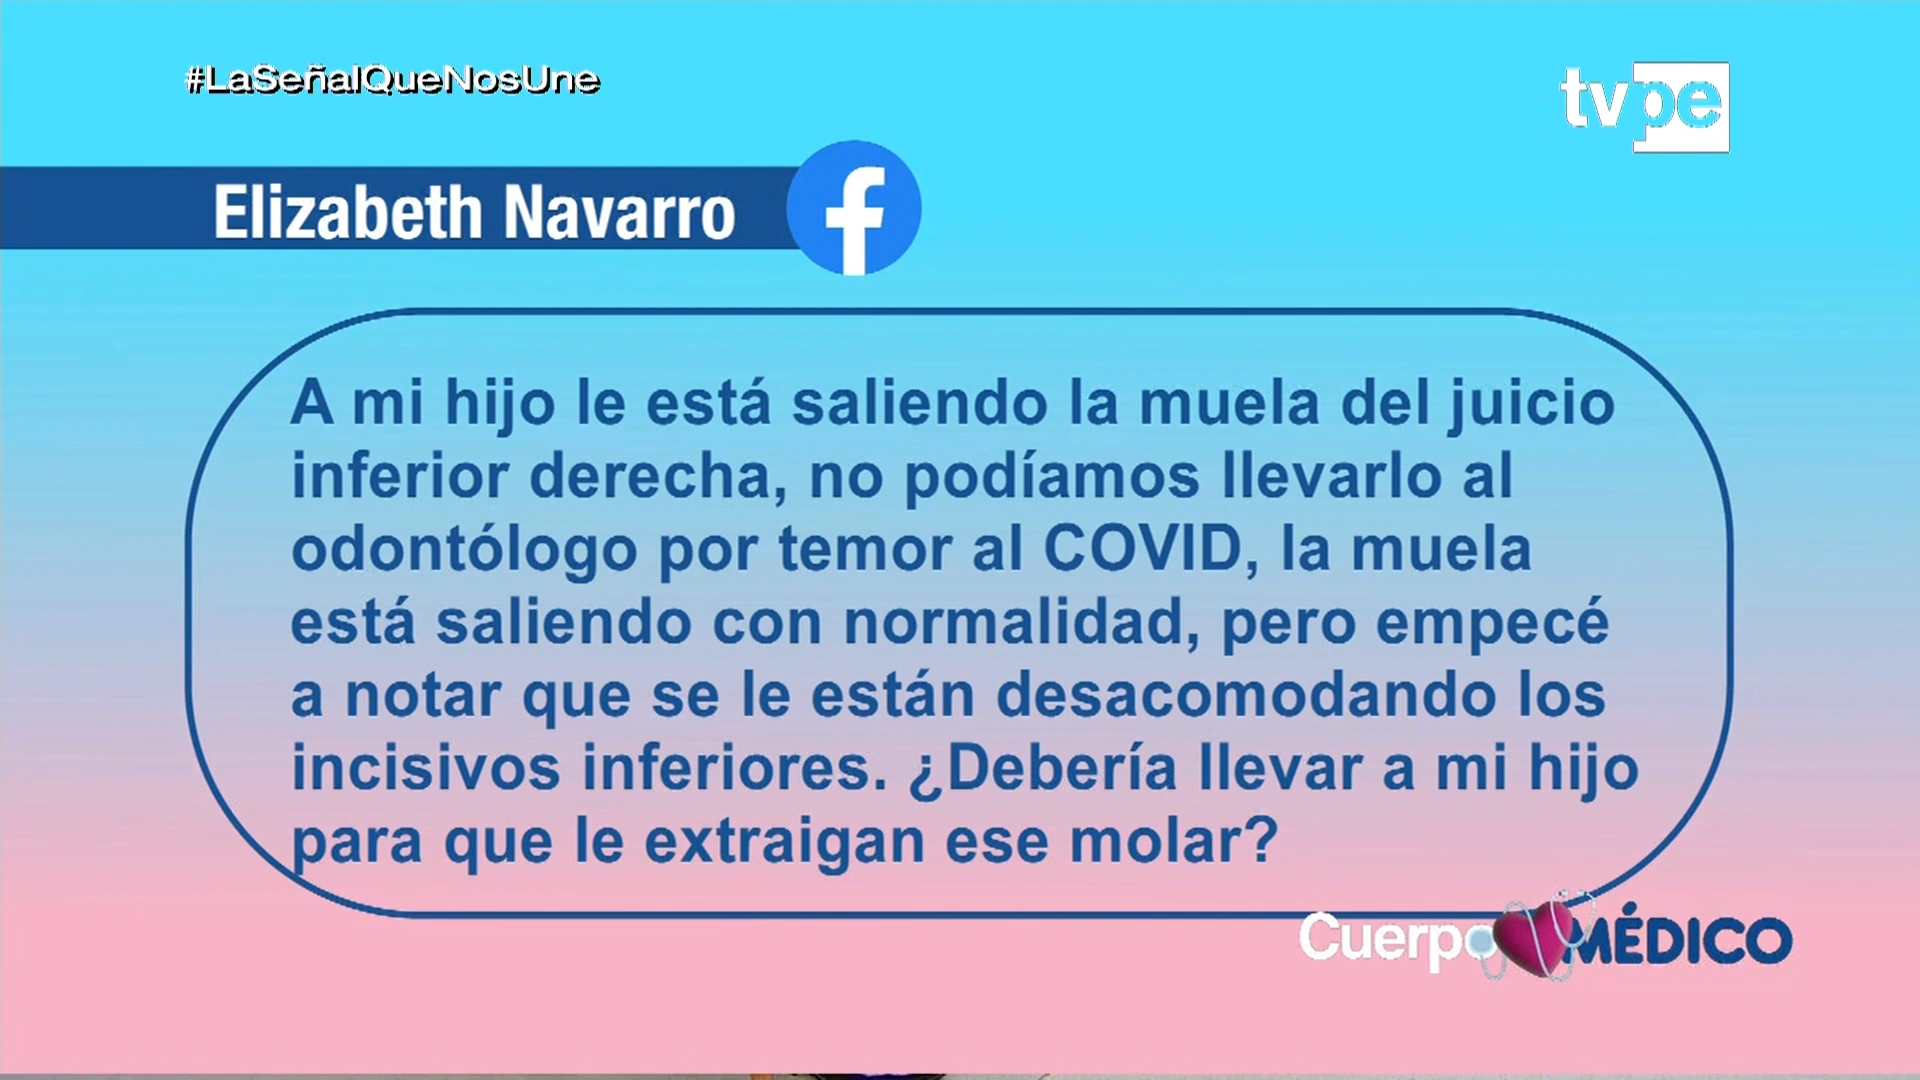 #LaSeñalQueNosUne
tvpe
Elizabeth Navarro
A mi hijo le está saliendo la muela del juicio
inferior derecha, no podíamos llevarlo al
odontólogo por temor al COVID, la muela
está saliendo con normalidad, pero empecé
a notar que se le están desacomodando los
incisivos inferiores. ¿Debería llevar a mi hijo
para que le extraigan ese molar?
Cuerpo MÉDICO